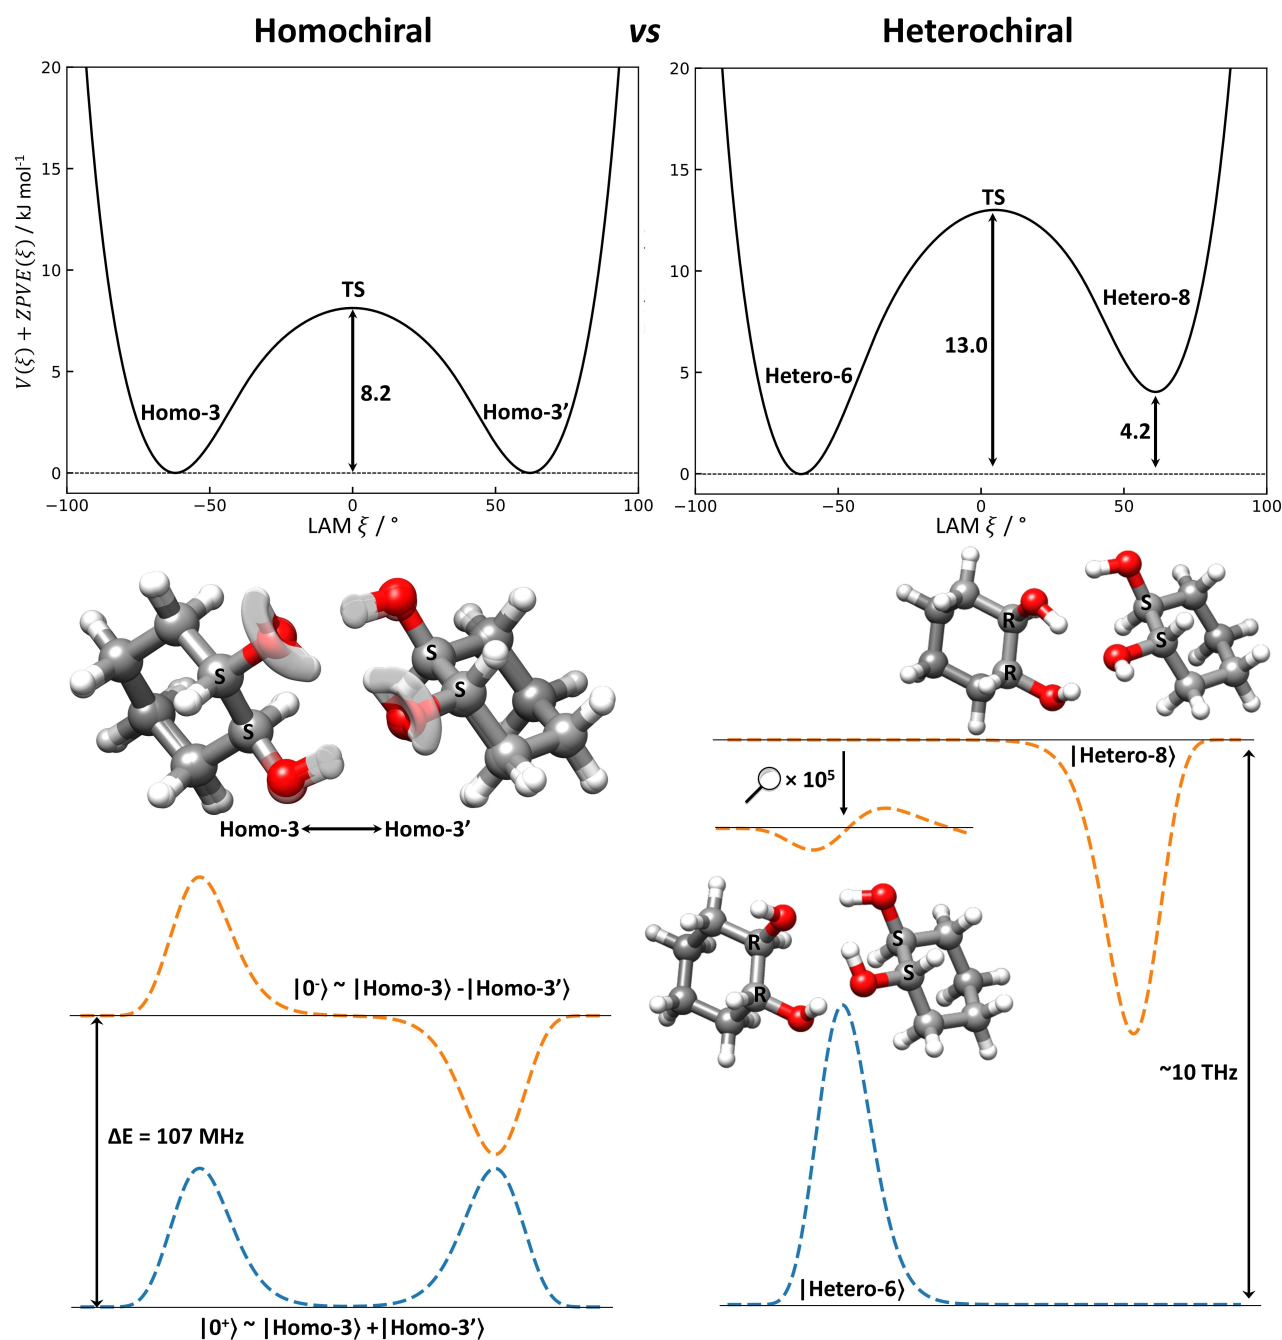 Homochiral vs Heterochiral
20
15
10
5
0
−100 −50 0 50 100
V(ξ) + ZPVE(ξ) / kJ mol⁻¹
LAM ξ / °
TS
8.2
Homo-3
Homo-3’
20
15
10
5
0
−100 −50 0 50 100
LAM ξ / °
TS
Hetero-8
13.0
Hetero-6
4.2
S
S
S
S
Homo-3 Homo-3’
R
R
S
S
|Hetero-8⟩
× 10⁵
R
R
S
S
~10 THz
|Hetero-6⟩
|0⁻⟩ ~ |Homo-3⟩ -|Homo-3’⟩
ΔE = 107 MHz
|0⁺⟩ ~ |Homo-3⟩ +|Homo-3’⟩